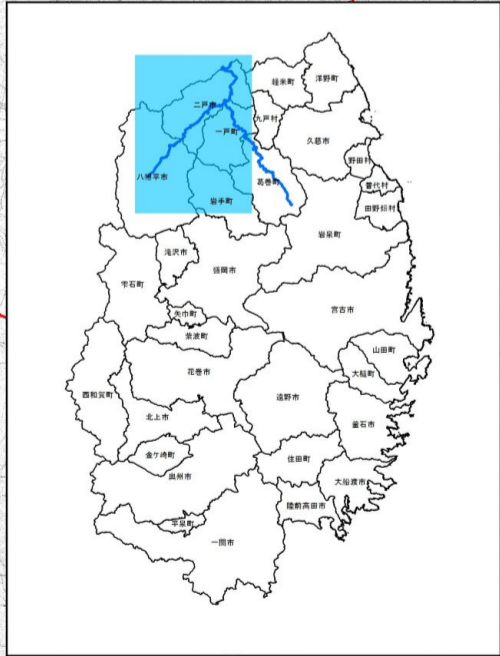 洋野町
軽米町
二戸市
九戸村
一戸町
久慈市
野田村
八幡平市
葛巻町
普代村
岩手町
田野畑村
岩泉町
滝沢市
盛岡市
雫石町
宮古市
矢巾町
紫波町
山田町
花巻市
大槌町
西和賀町
遠野市
北上市
釜石市
金ケ崎町
住田町
奥州市
大船渡市
陸前高田市
平泉町
一関市